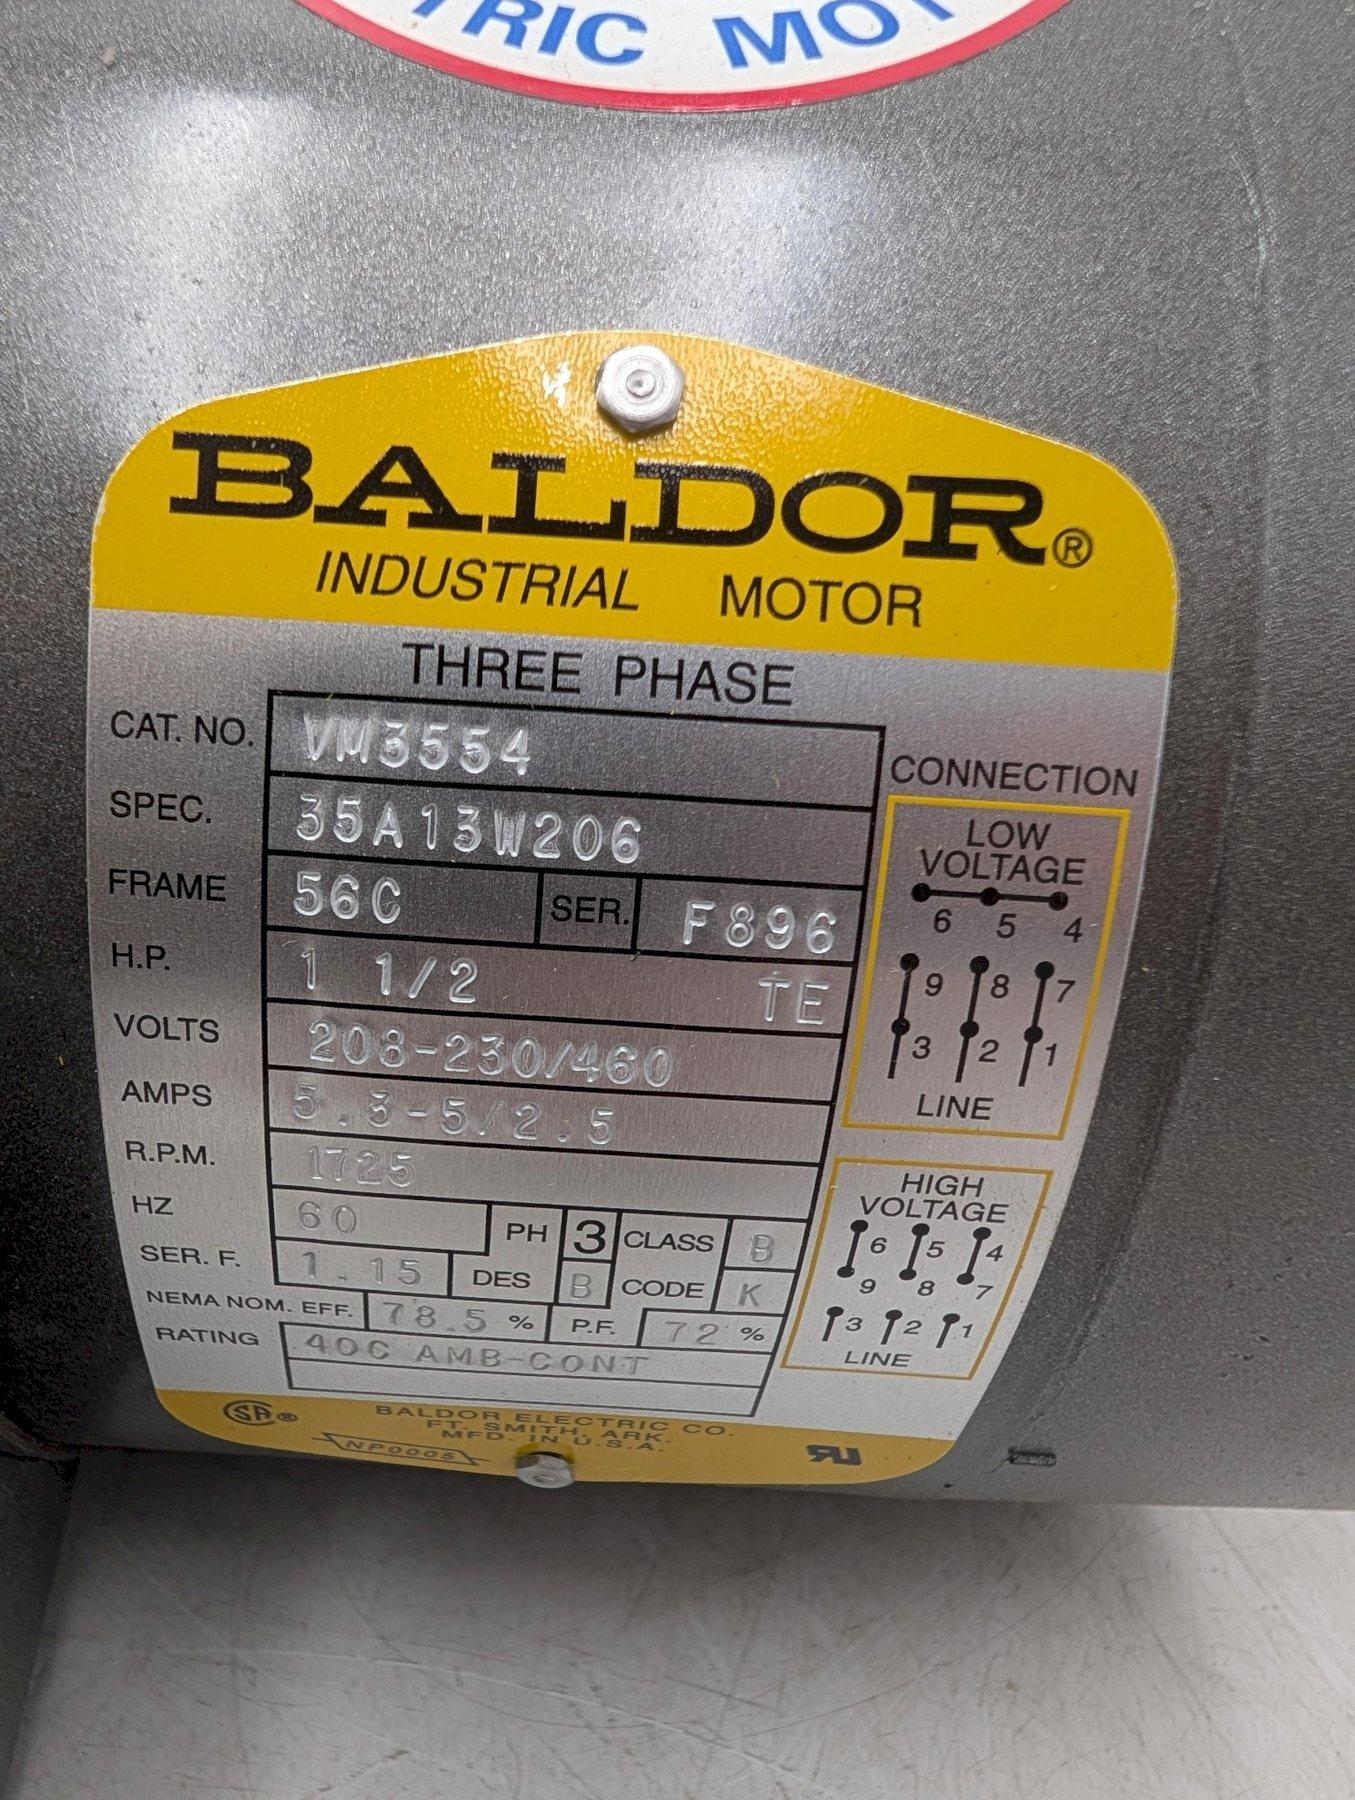 TRIC MOT
BALDOR®
INDUSTRIAL MOTOR
THREE PHASE
CAT. NO. VM3554
SPEC. 35A13W206
FRAME 56C SER. F896
H.P. 1 1/2 TE
VOLTS 208-230/460
AMPS 5.3-5/2.5
R.P.M. 1725
HZ 60 PH 3 CLASS B
SER. F. 1.15 DES B CODE K
NEMA NOM. EFF. 78.5 % P.F. 72 %
RATING 40C AMB-CONT
CONNECTION
LOW
VOLTAGE
6 5 4
9 8 7
3 2 1
LINE
HIGH
VOLTAGE
6 5 4
9 8 7
3 2 1
LINE
SA®
BALDOR ELECTRIC CO.
FT. SMITH, ARK.
MFD. IN U.S.A.
NP0005
RU